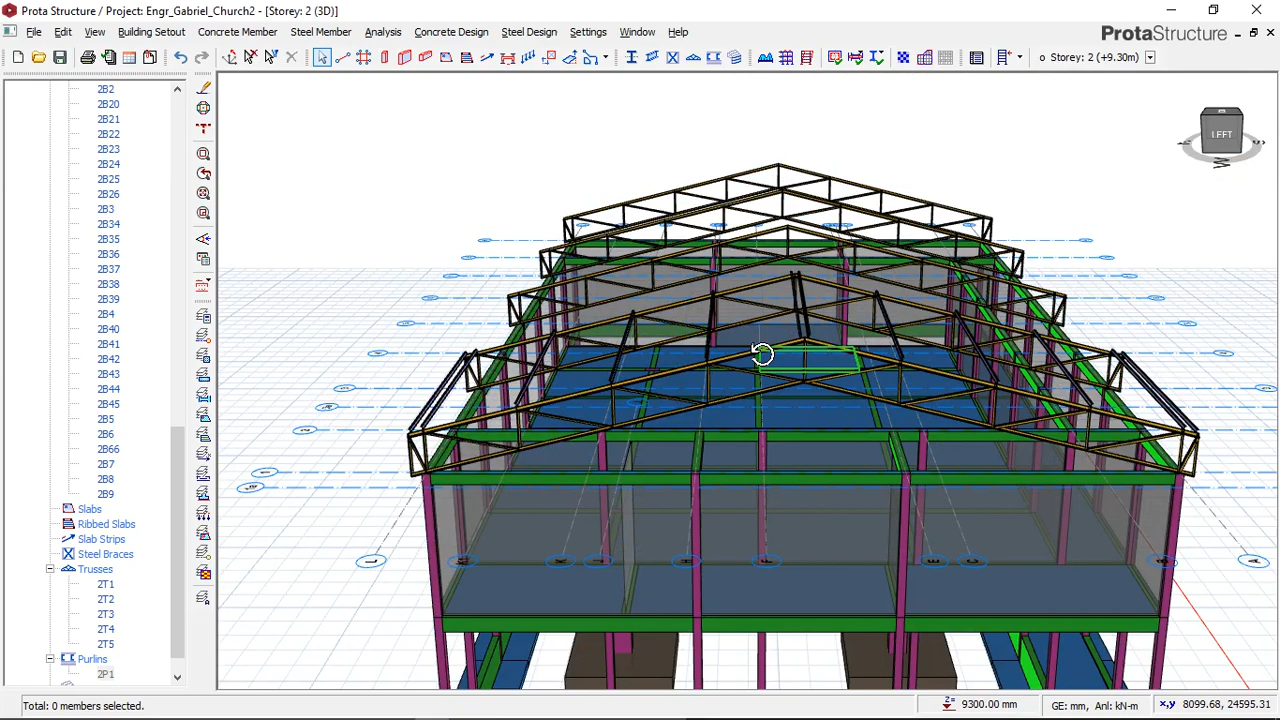 Prota Structure / Project: Engr_Gabriel_Church2 - [Storey: 2 (3D)]
File Edit View Building Setout Concrete Member Steel Member Analysis Concrete Design Steel Design Settings Window Help
ProtaStructure
o Storey: 2 (+9.30m)
LEFT
W
2B2
2B20
2B21
2B22
2B23
2B24
2B25
2B26
2B3
2B34
2B35
2B36
2B37
2B38
2B39
2B4
2B40
2B41
2B42
2B43
2B44
2B45
2B5
2B6
2B66
2B7
2B8
2B9
Slabs
Ribbed Slabs
Slab Strips
Steel Braces
Trusses
2T1
2T2
2T3
2T4
2T5
Purlins
2P1
L K J H F E C A
Total: 0 members selected.
Z= 9300.00 mm
GE: mm, Anl: kN-m
x,y 8099.68, 24595.31